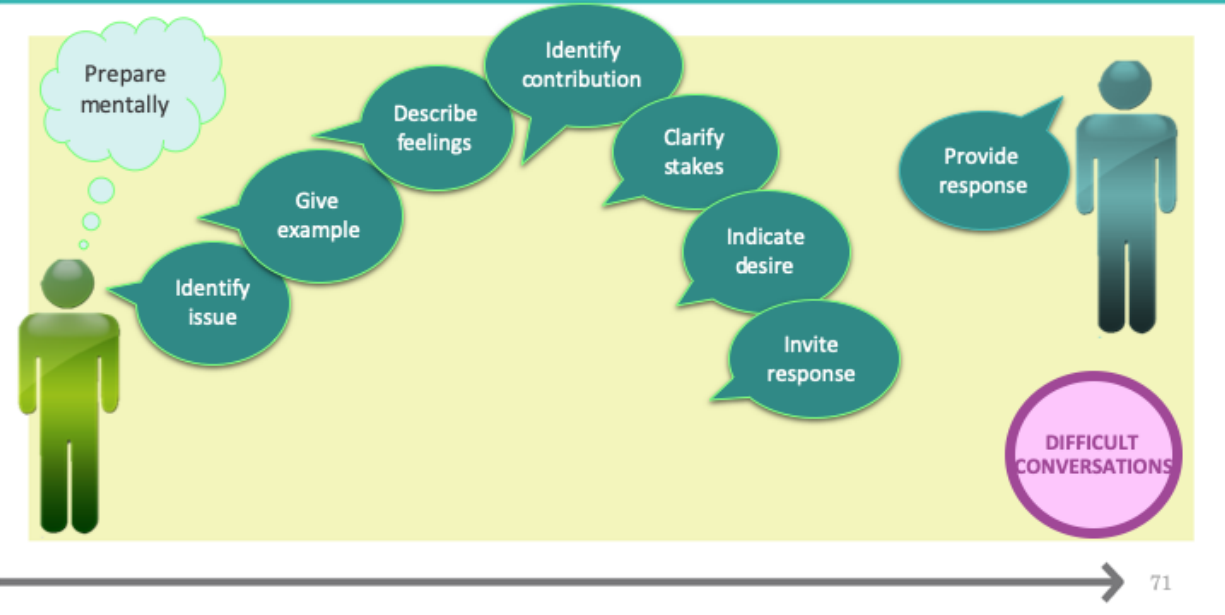 Prepare
mentally
Identify
issue
Give
example
Describe
feelings
Identify
contribution
Clarify
stakes
Indicate
desire
Invite
response
Provide
response
DIFFICULT
CONVERSATIONS
71